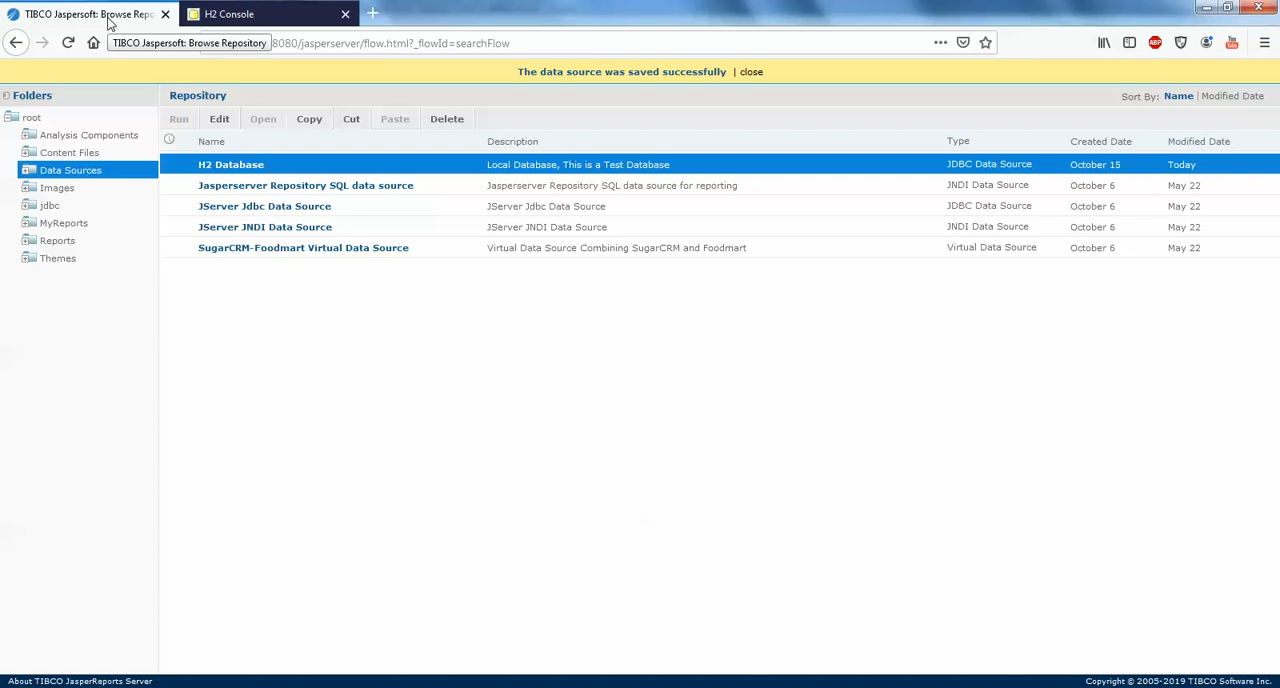 TIBCO Jaspersoft: Browse Repo
H2 Console
TIBCO Jaspersoft: Browse Repository
8080/jasperserver/flow.html?_flowId=searchFlow
The data source was saved successfully | close
Folders
root
Analysis Components
Content Files
Data Sources
Images
jdbc
MyReports
Reports
Themes
Repository
Sort By: Name | Modified Date
Run Edit Open Copy Cut Paste Delete
Name Description Type Created Date Modified Date
H2 Database Local Database, This is a Test Database JDBC Data Source October 15 Today
Jasperserver Repository SQL data source Jasperserver Repository SQL data source for reporting JNDI Data Source October 6 May 22
JServer Jdbc Data Source JServer Jdbc Data Source JDBC Data Source October 6 May 22
JServer JNDI Data Source JServer JNDI Data Source JNDI Data Source October 6 May 22
SugarCRM-Foodmart Virtual Data Source Virtual Data Source Combining SugarCRM and Foodmart Virtual Data Source October 6 May 22
About TIBCO JasperReports Server
Copyright © 2005-2019 TIBCO Software Inc.